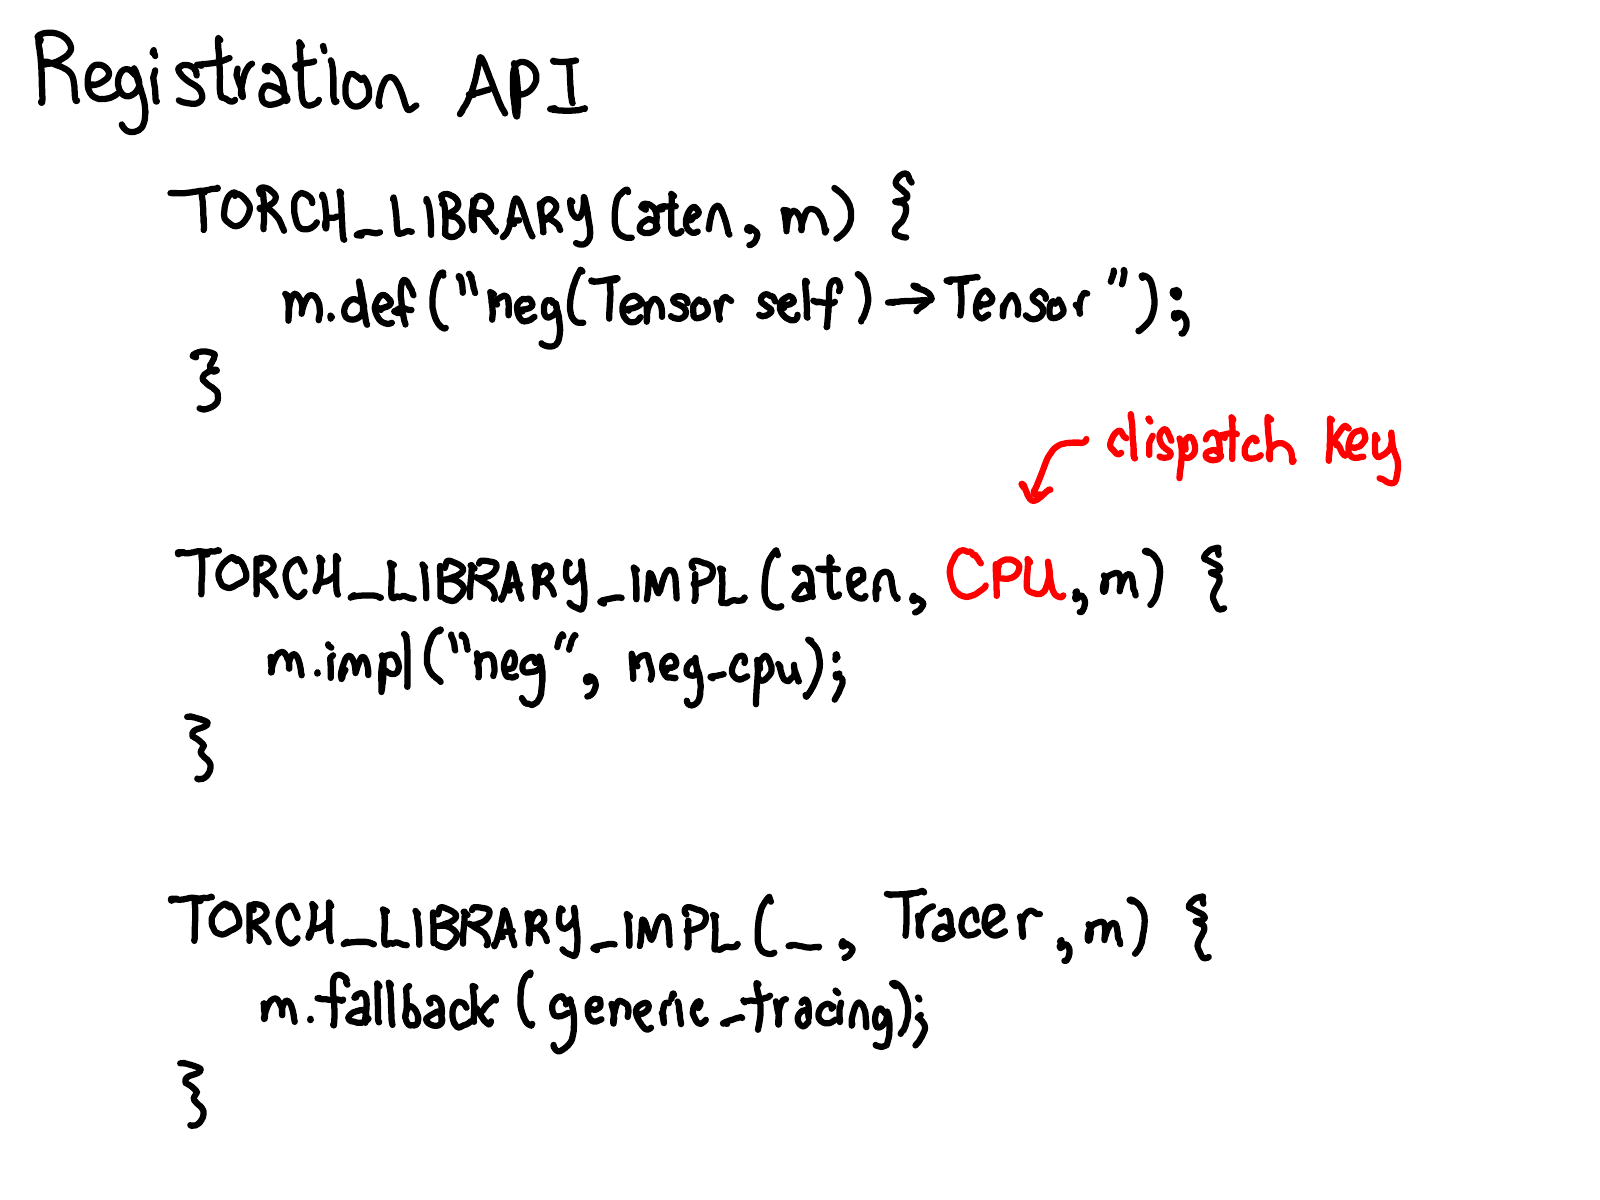 Registration API
TORCH_LIBRARY(aten, m) {
m.def("neg(Tensor self) → Tensor");
}
dispatch key
TORCH_LIBRARY_IMPL(aten, CPU, m) {
m.impl("neg", neg_cpu);
}
TORCH_LIBRARY_IMPL(_, Tracer, m) {
m.fallback(generic_tracing);
}